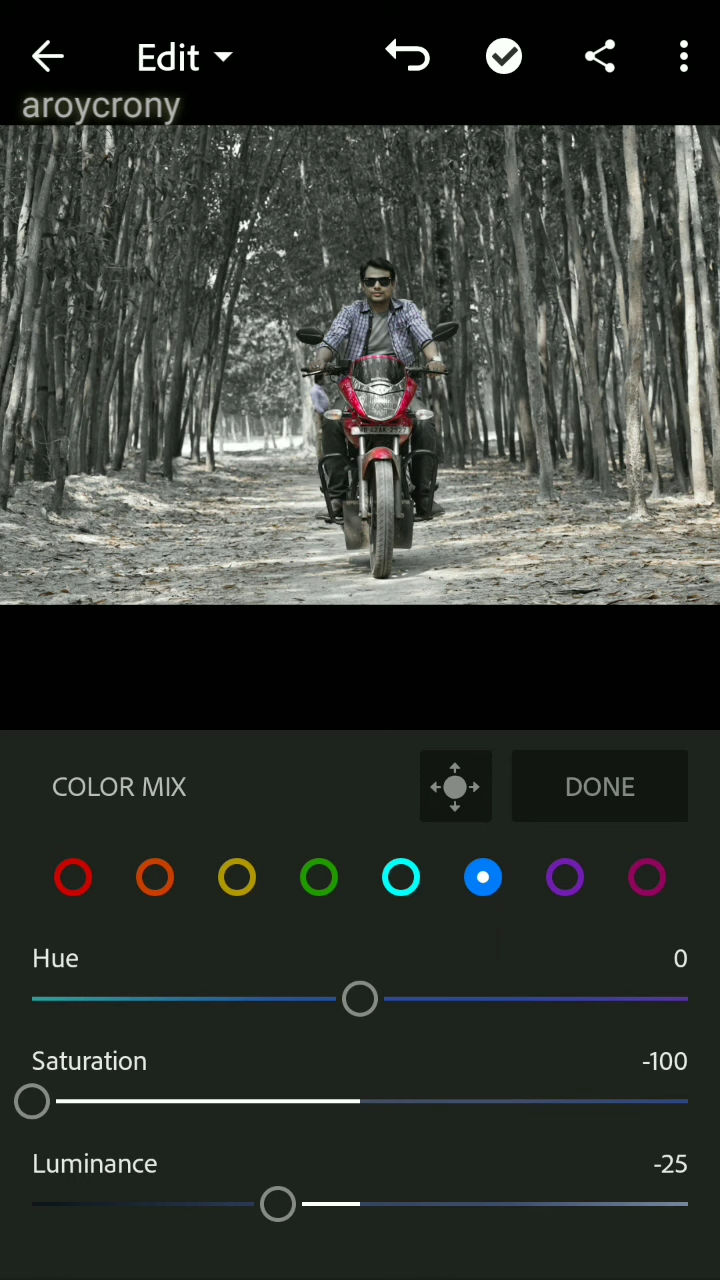 Edit
aroycrony
COLOR MIX
DONE
Hue 0
Saturation -100
Luminance -25